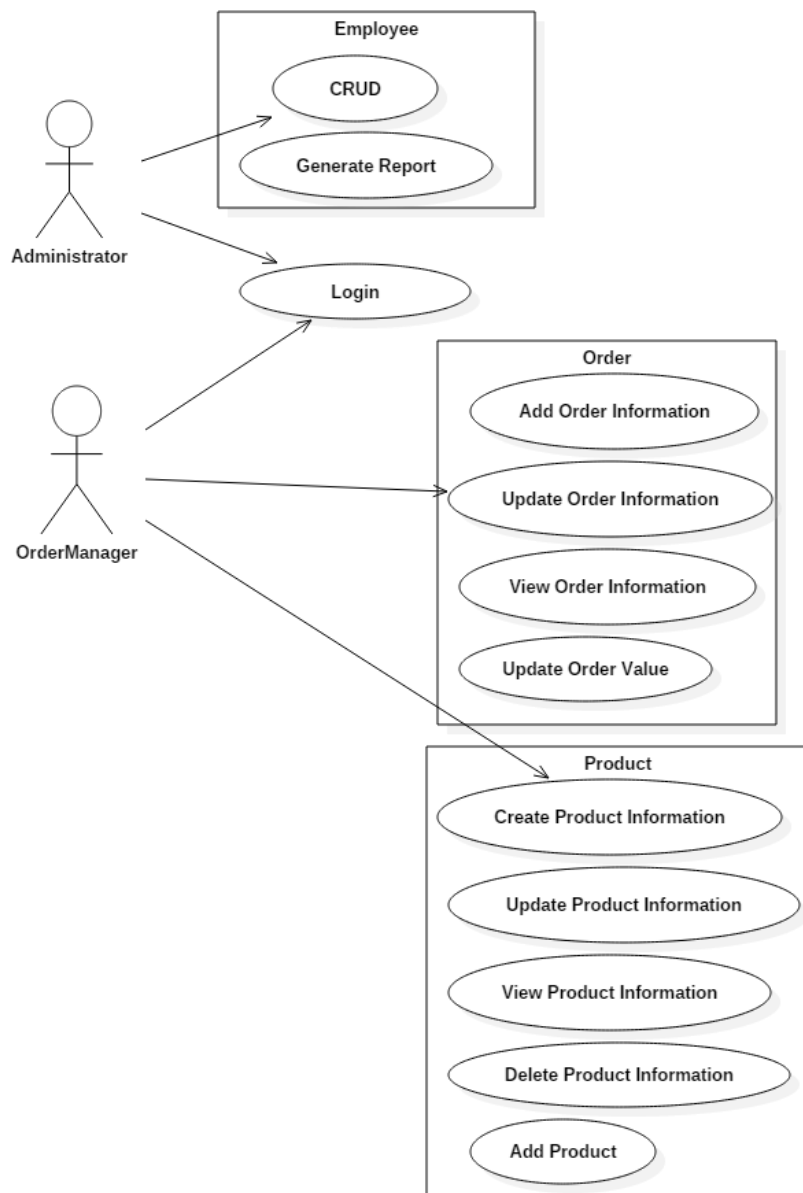 Employee
CRUD
Generate Report
Administrator
Login
Order
Add Order Information
Update Order Information
OrderManager
View Order Information
Update Order Value
Product
Create Product Information
Update Product Information
View Product Information
Delete Product Information
Add Product